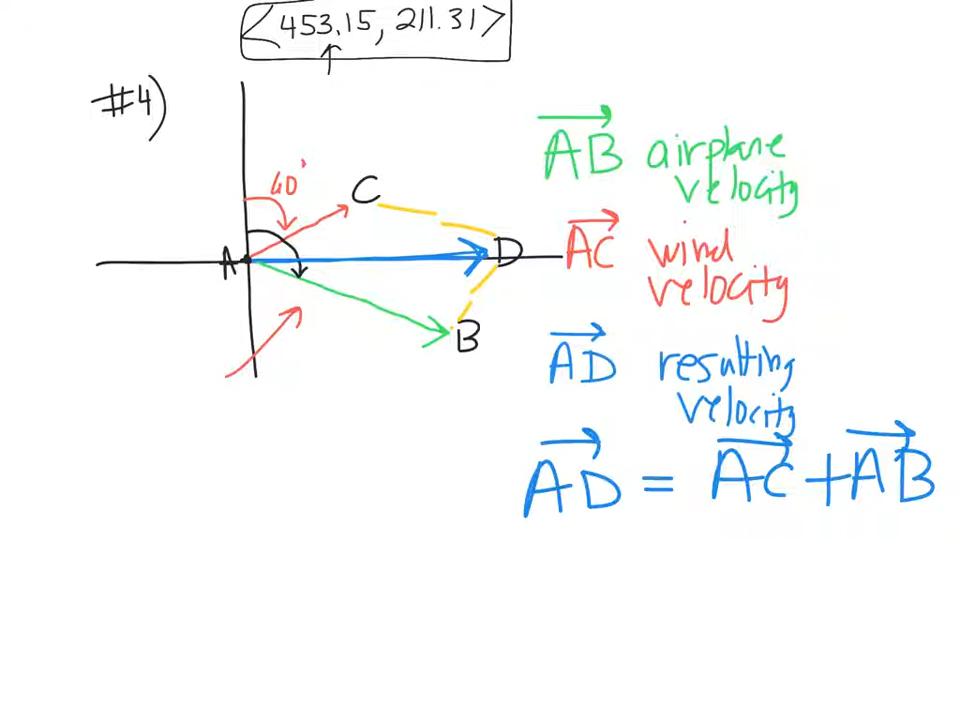 <453.15, 211.31>
#4)
40°
C
A
D
B
AB airplane
velocity
AC wind
velocity
AD resulting
velocity
AD = AC + AB